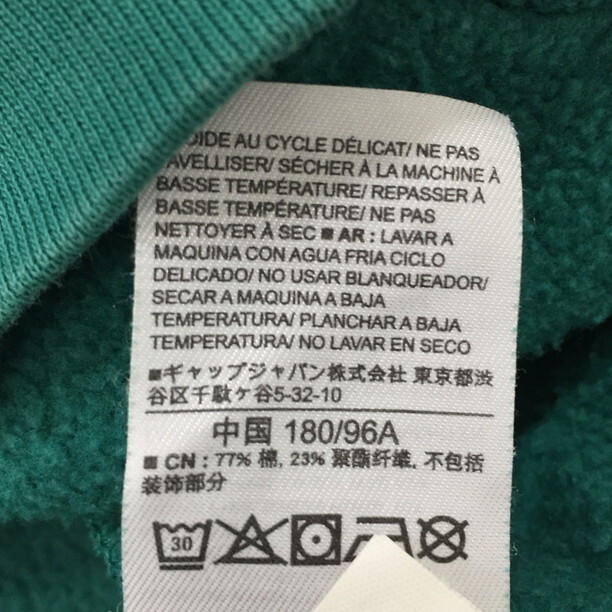 AU CYCLE DÉLICAT/ NE PAS
JAVELLISER/ SÉCHER À LA MACHINE À
BASSE TEMPÉRATURE/ REPASSER À
BASSE TEMPÉRATURE/ NE PAS
NETTOYER À SEC ■ AR : LAVAR A
MAQUINA CON AGUA FRIA CICLO
DELICADO/ NO USAR BLANQUEADOR/
SECAR A MAQUINA A BAJA
TEMPERATURA/ PLANCHAR A BAJA
TEMPERATURA/ NO LAVAR EN SECO
■ギャップジャパン株式会社 東京都渋
谷区千駄ケ谷5-32-10
中国 180/96A
■ CN : 77% 棉, 23% 聚酯纤维, 不包括
装饰部分
30